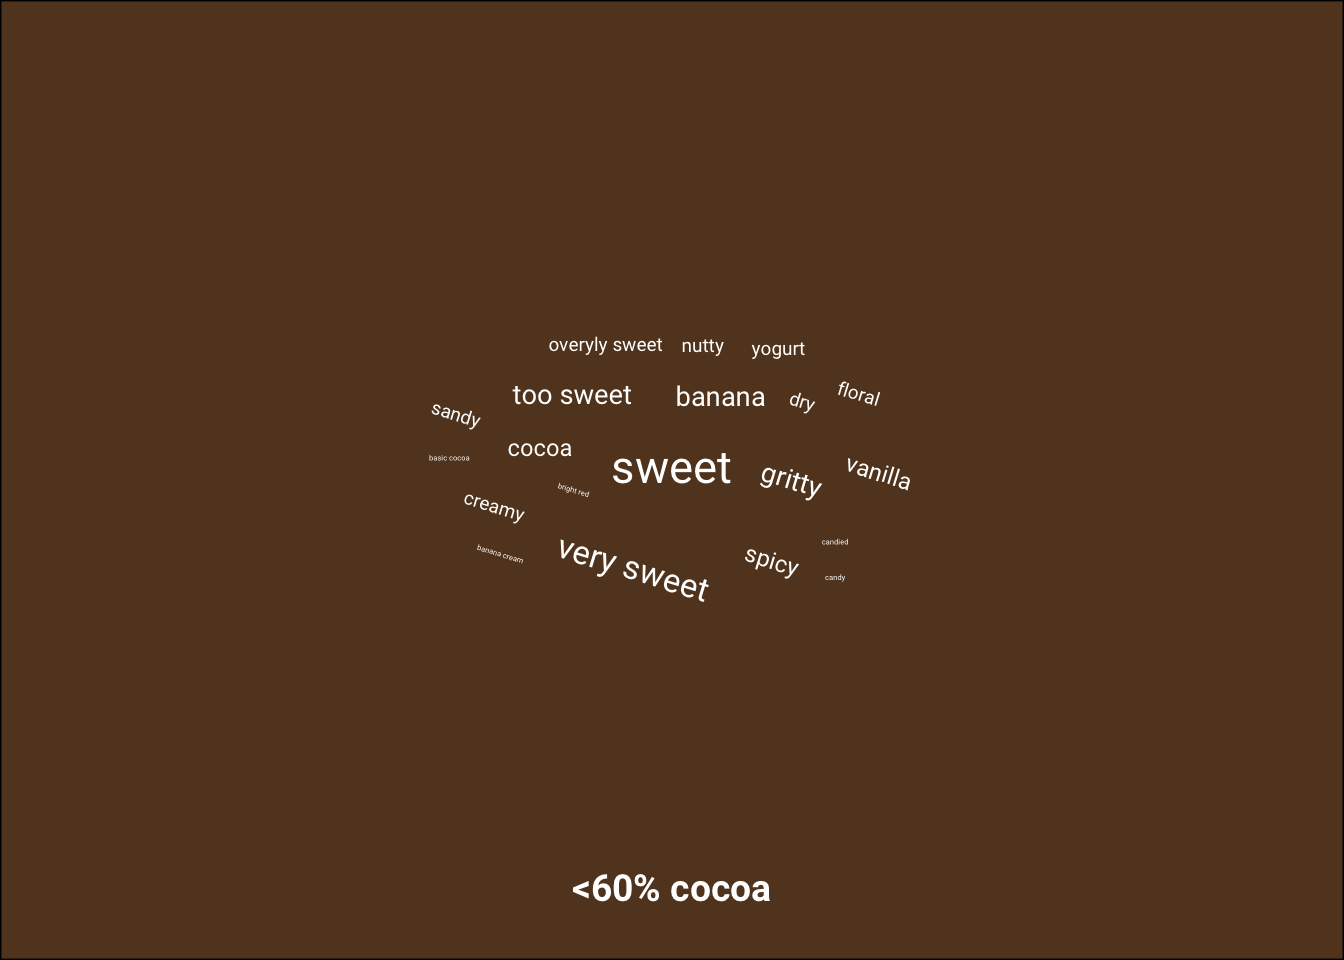 overyly sweet nutty yogurt
too sweet banana dry floral
sandy
cocoa
basic cocoa
sweet gritty vanilla
bright red
creamy
candied
banana cream
very sweet spicy
candy
<60% cocoa